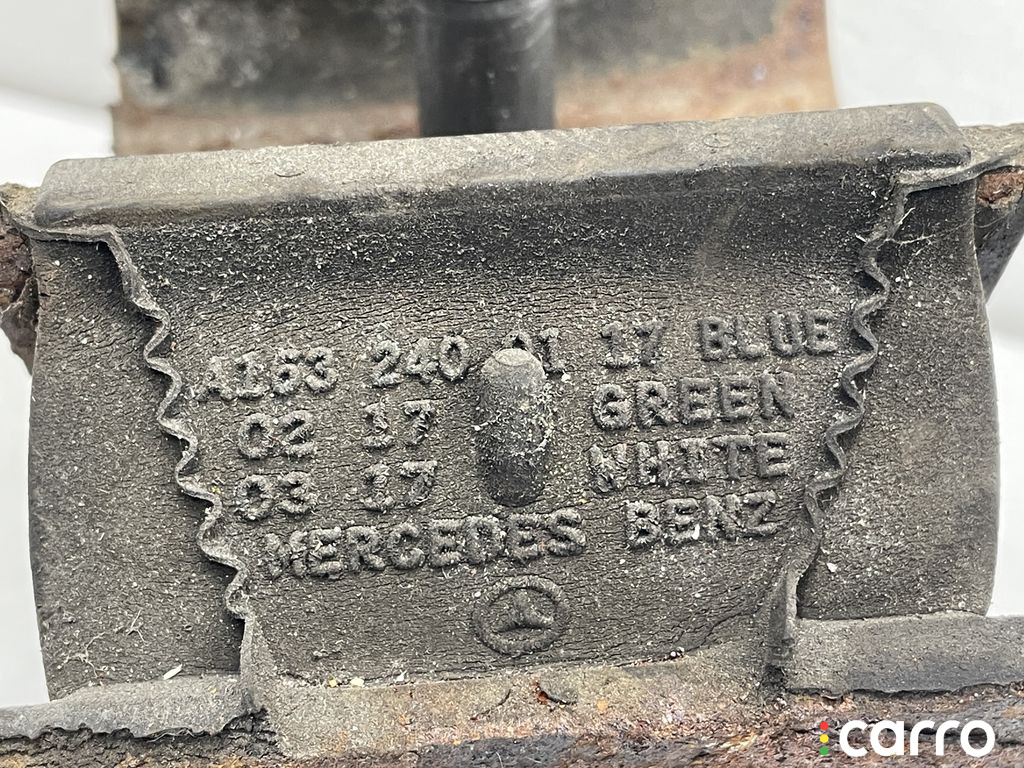 A163 240 01 17 BLUE
02 17 GREEN
03 17 WHITE
MERCEDES BENZ
carro